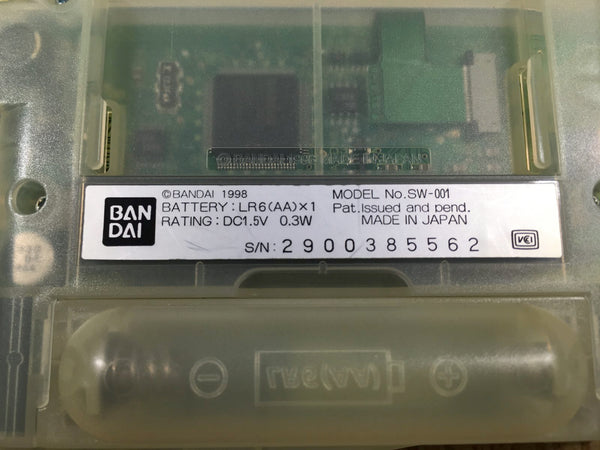 BAN
DAI
©BANDAI 1998
BATTERY:LR6(AA)×1
RATING:DC1.5V 0.3W
MODEL No.SW-001
Pat.Issued and pend.
MADE IN JAPAN
S/N: 2900385562
VCI
LR6(AA)